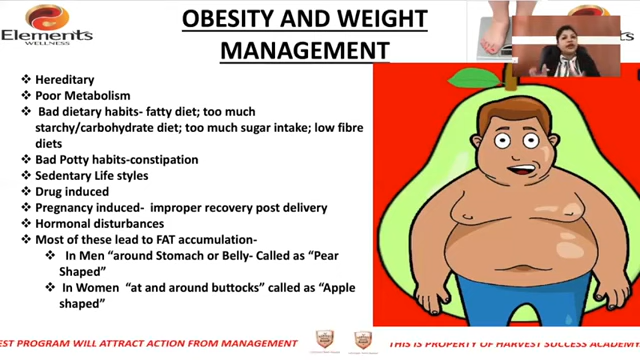 Elements
WELLNESS
OBESITY AND WEIGHT
MANAGEMENT
Hereditary
Poor Metabolism
Bad dietary habits- fatty diet; too much
starchy/carbohydrate diet; too much sugar intake; low fibre
diets
Bad Potty habits-constipation
Sedentary Life styles
Drug induced
Pregnancy induced- improper recovery post delivery
Hormonal disturbances
Most of these lead to FAT accumulation-
In Men "around Stomach or Belly- Called as "Pear
Shaped"
In Women "at and around buttocks" called as "Apple
shaped"
EST PROGRAM WILL ATTRACT ACTION FROM MANAGEMENT
THIS IS PROPERTY OF HARVEST SUCCESS ACADEMY